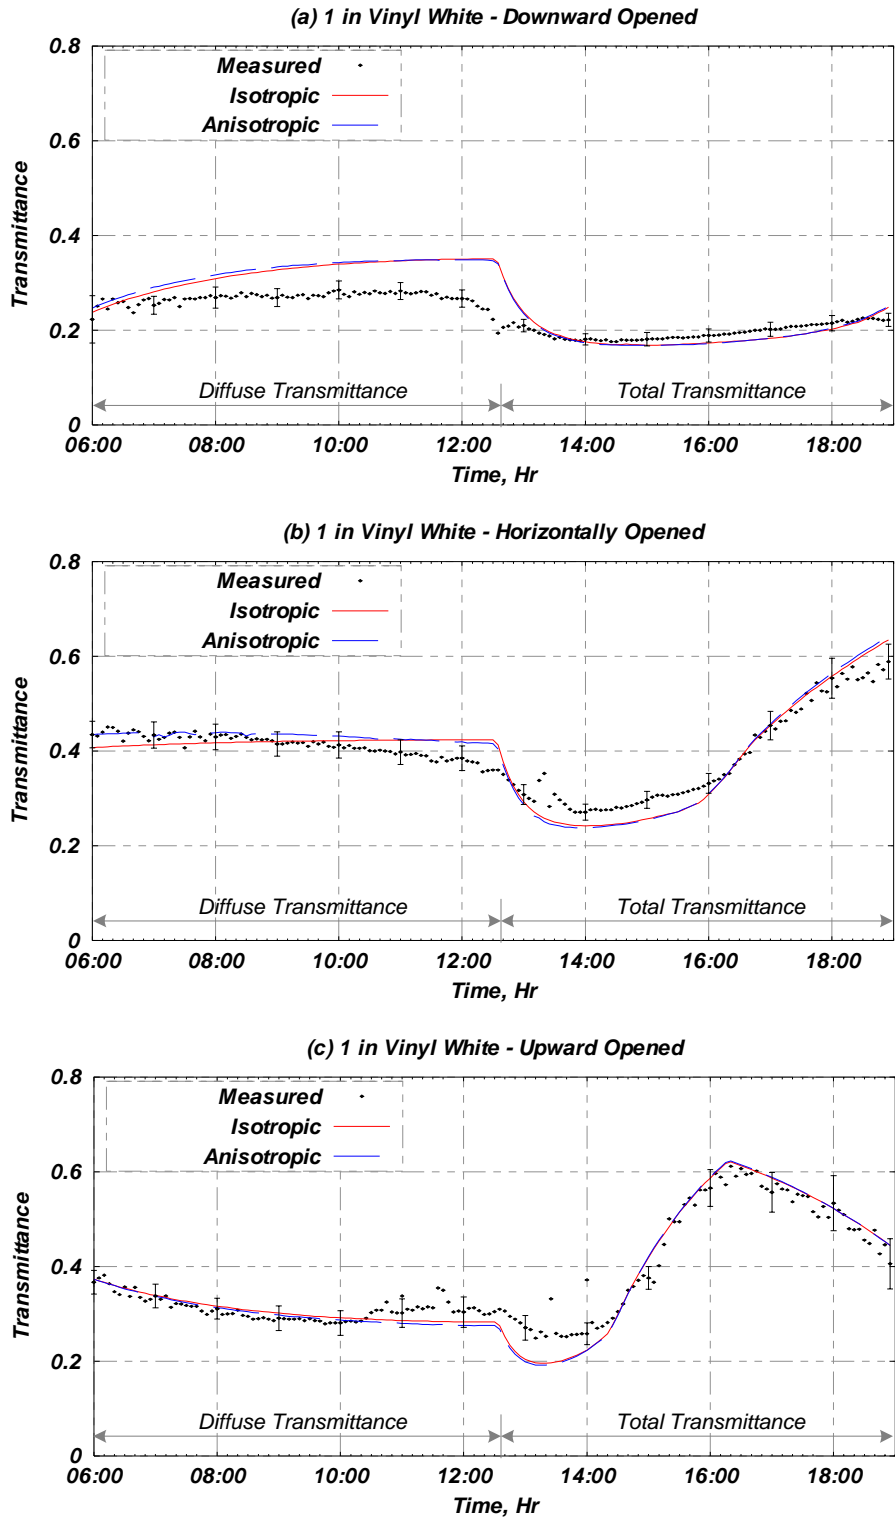 (a) 1 in Vinyl White - Downward Opened
0.8
Measured
Isotropic
Anisotropic
0.6
0.4
0.2
0
Transmittance
Diffuse Transmittance
Total Transmittance
06:00 08:00 10:00 12:00 14:00 16:00 18:00
Time, Hr
(b) 1 in Vinyl White - Horizontally Opened
0.8
Measured
Isotropic
Anisotropic
0.6
0.4
0.2
0
Transmittance
Diffuse Transmittance
Total Transmittance
06:00 08:00 10:00 12:00 14:00 16:00 18:00
Time, Hr
(c) 1 in Vinyl White - Upward Opened
0.8
Measured
Isotropic
Anisotropic
0.6
0.4
0.2
0
Transmittance
Diffuse Transmittance
Total Transmittance
06:00 08:00 10:00 12:00 14:00 16:00 18:00
Time, Hr